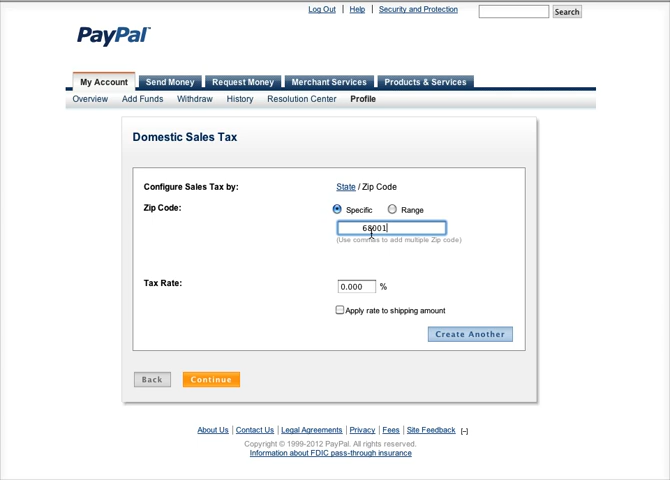 Log Out | Help | Security and Protection Search
PayPal
My Account Send Money Request Money Merchant Services Products & Services
Overview Add Funds Withdraw History Resolution Center Profile
Domestic Sales Tax
Configure Sales Tax by: State / Zip Code
Zip Code: Specific Range
68001
(Use commas to add multiple Zip code)
Tax Rate: 0.000 %
Apply rate to shipping amount
Create Another
Back Continue
About Us | Contact Us | Legal Agreements | Privacy | Fees | Site Feedback [–]
Copyright © 1999-2012 PayPal. All rights reserved.
Information about FDIC pass-through insurance